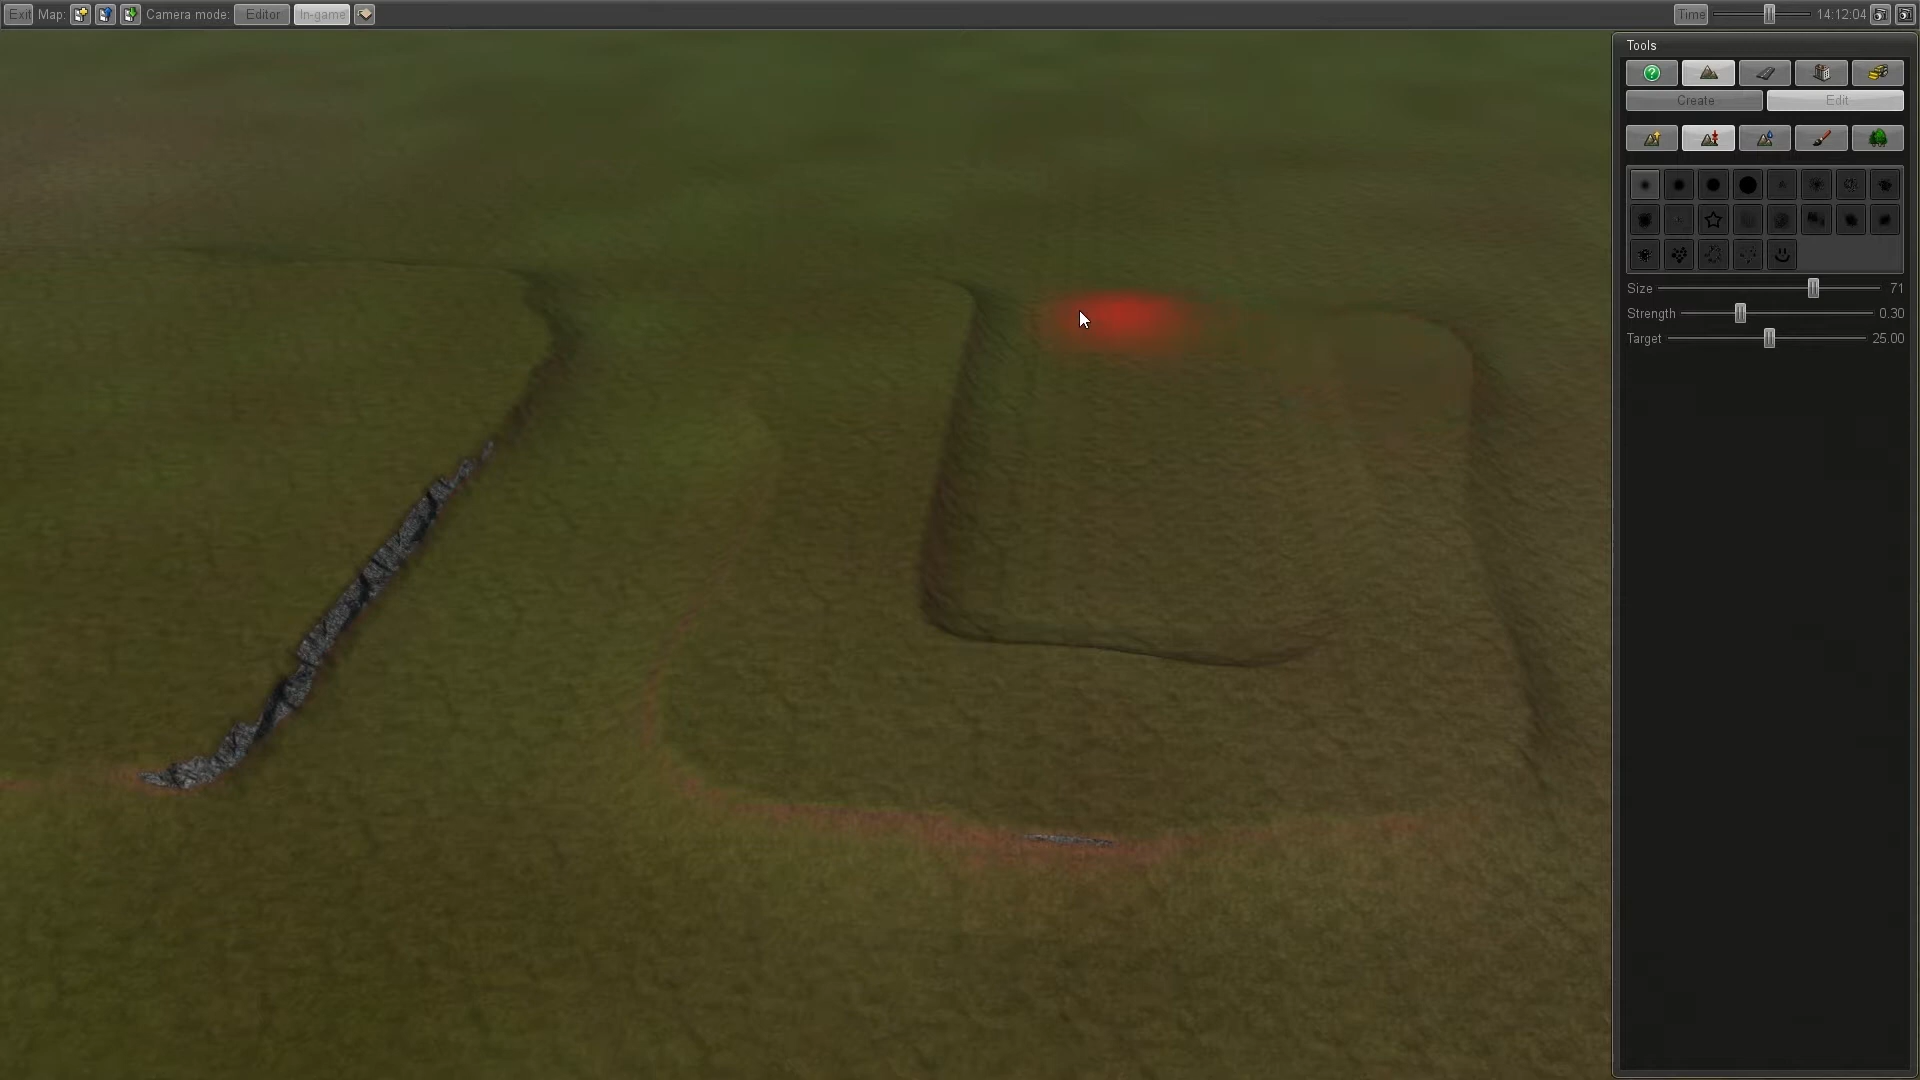 Exit Map: Camera mode: Editor In-game Time 14:12:04
Tools
Create Edit
Size 71
Strength 0.30
Target 25.00